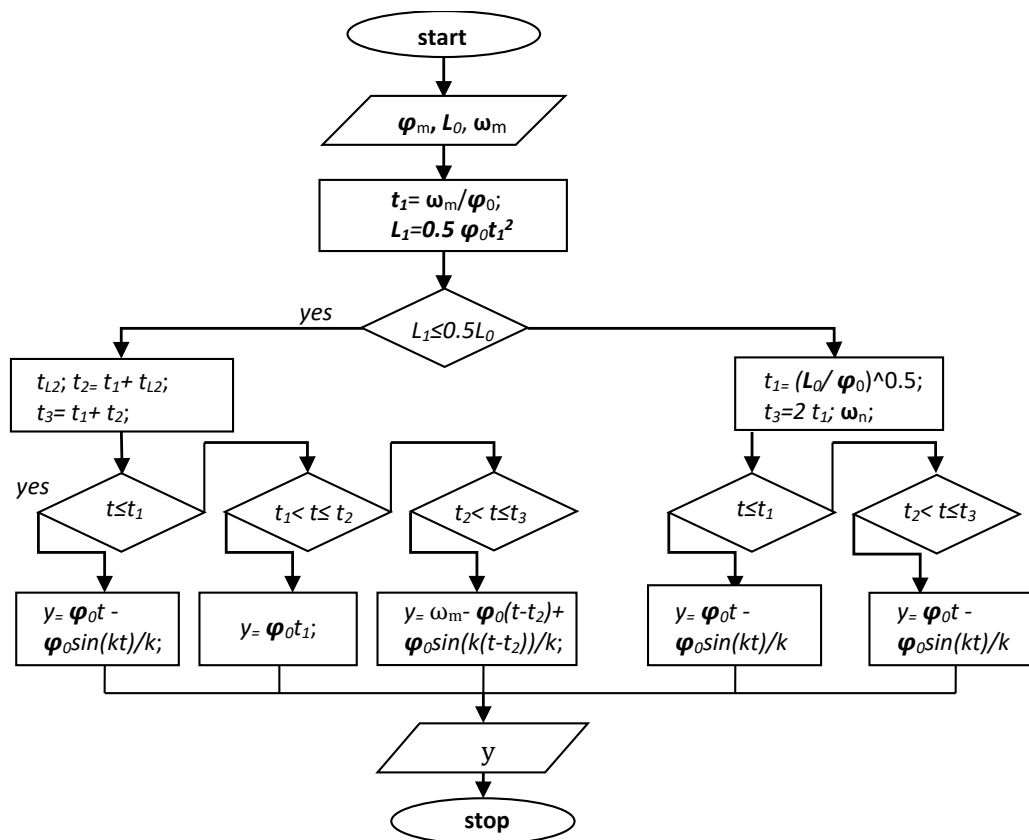 start
φm, L0, ωm
t1= ωm/φ0;
L1=0.5 φ0t1²
yes
L1≤0.5L0
tL2; t2= t1+ tL2;
t3= t1+ t2;
t1= (L0/ φ0)^0.5;
t3=2 t1; ωn;
yes
t≤t1
t1< t≤ t2
t2< t≤t3
t≤t1
t2< t≤t3
y= φ0t -
φ0sin(kt)/k;
y= φ0t1;
y= ωm- φ0(t-t2)+
φ0sin(k(t-t2))/k;
y= φ0t -
φ0sin(kt)/k
y= φ0t -
φ0sin(kt)/k
y
stop